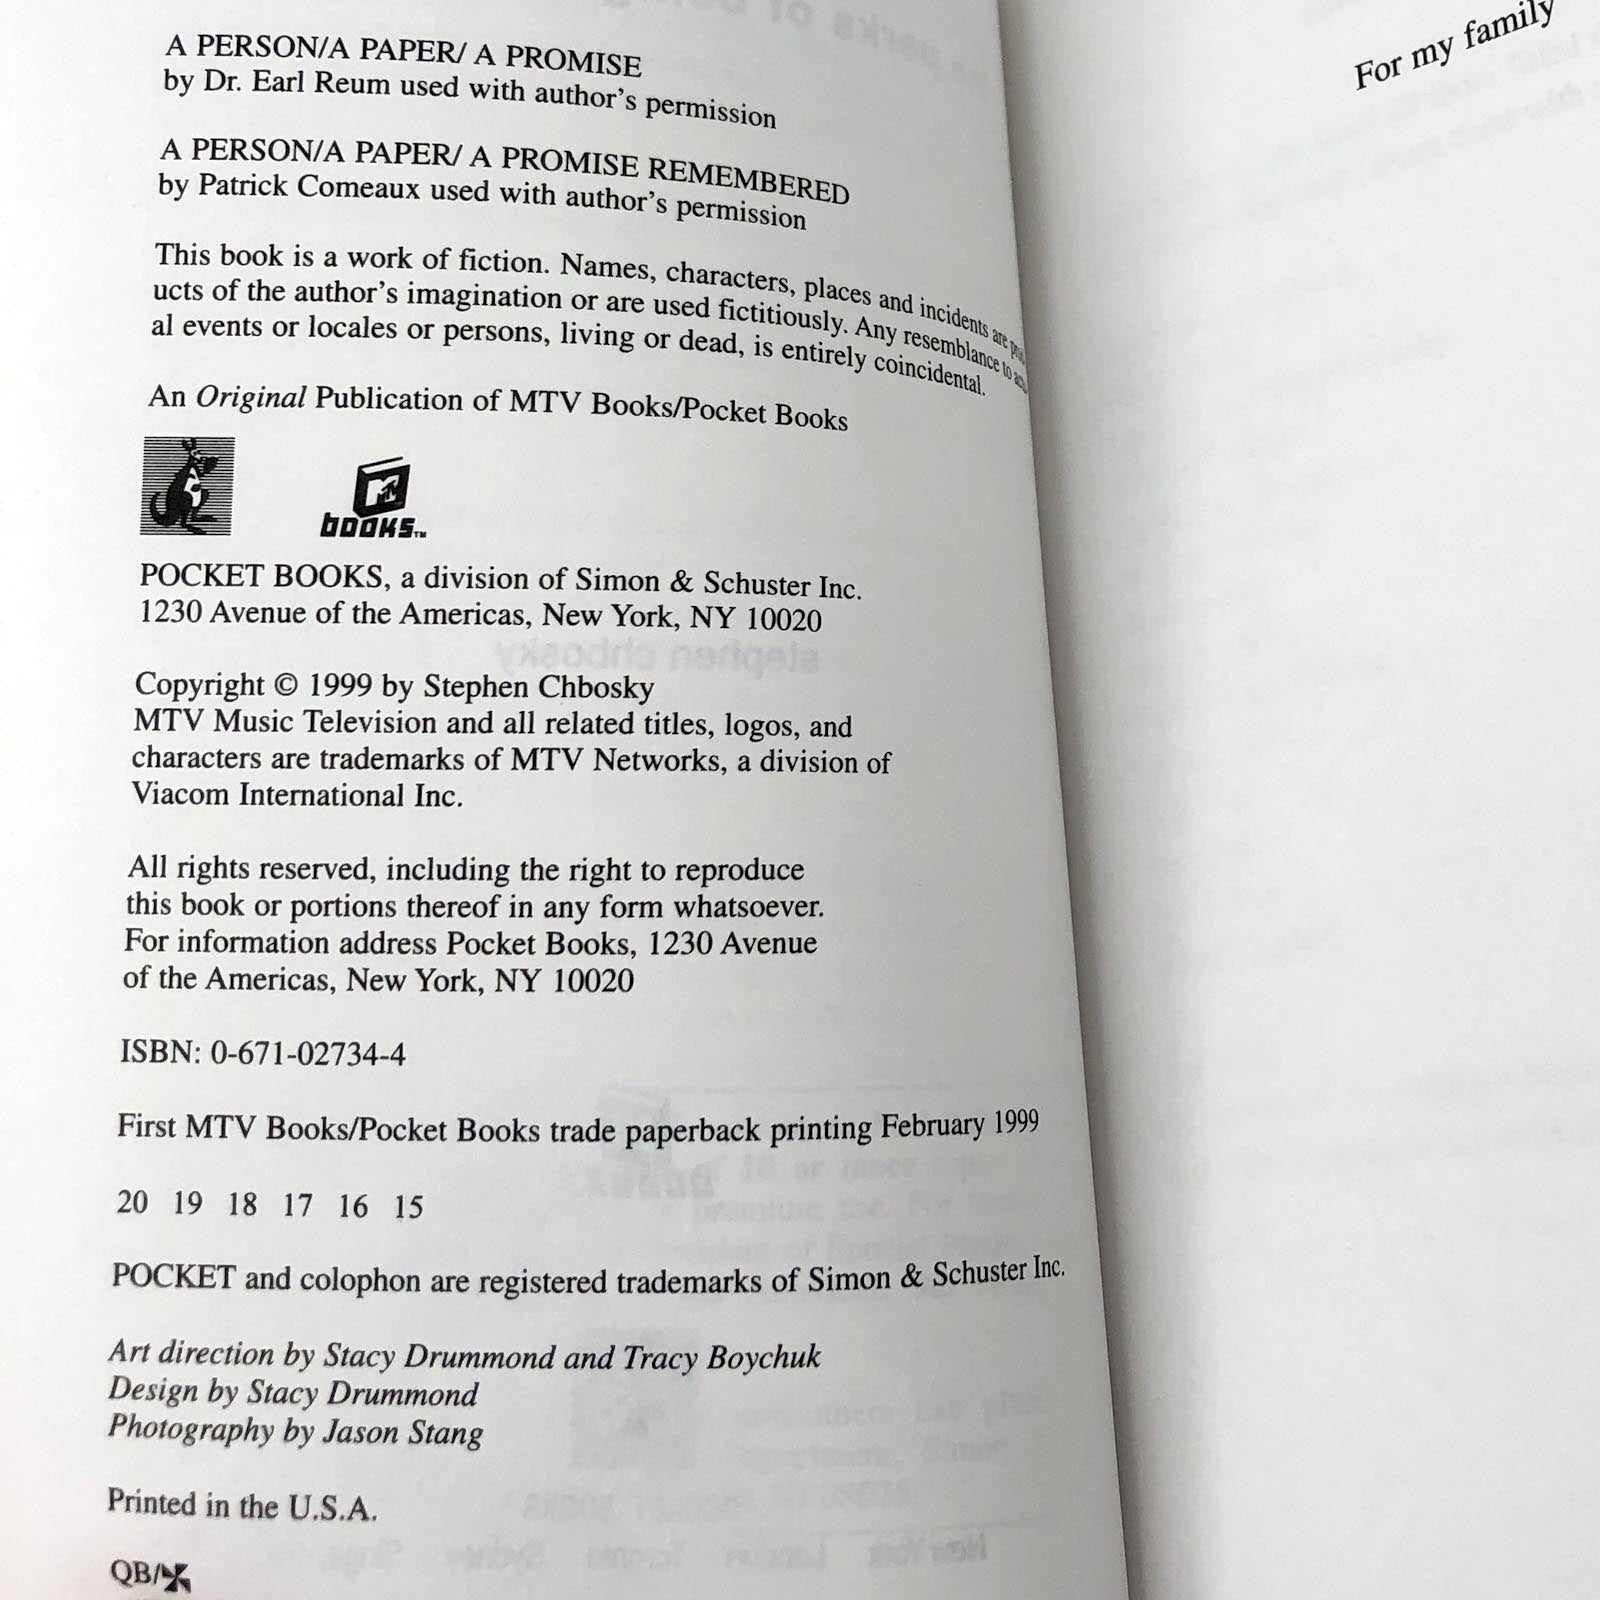 A PERSON/A PAPER/ A PROMISE
by Dr. Earl Reum used with author's permission
A PERSON/A PAPER/ A PROMISE REMEMBERED
by Patrick Comeaux used with author's permission
This book is a work of fiction. Names, characters, places and incidents are prod-
ucts of the author's imagination or are used fictitiously. Any resemblance to actu-
al events or locales or persons, living or dead, is entirely coincidental.
An Original Publication of MTV Books/Pocket Books
MTV
books™
POCKET BOOKS, a division of Simon & Schuster Inc.
1230 Avenue of the Americas, New York, NY 10020
stephen chbosky
Copyright © 1999 by Stephen Chbosky
MTV Music Television and all related titles, logos, and
characters are trademarks of MTV Networks, a division of
Viacom International Inc.
All rights reserved, including the right to reproduce
this book or portions thereof in any form whatsoever.
For information address Pocket Books, 1230 Avenue
of the Americas, New York, NY 10020
ISBN: 0-671-02734-4
First MTV Books/Pocket Books trade paperback printing February 1999
20 19 18 17 16 15
POCKET and colophon are registered trademarks of Simon & Schuster Inc.
Art direction by Stacy Drummond and Tracy Boychuk
Design by Stacy Drummond
Photography by Jason Stang
Printed in the U.S.A.
QB/
For my family